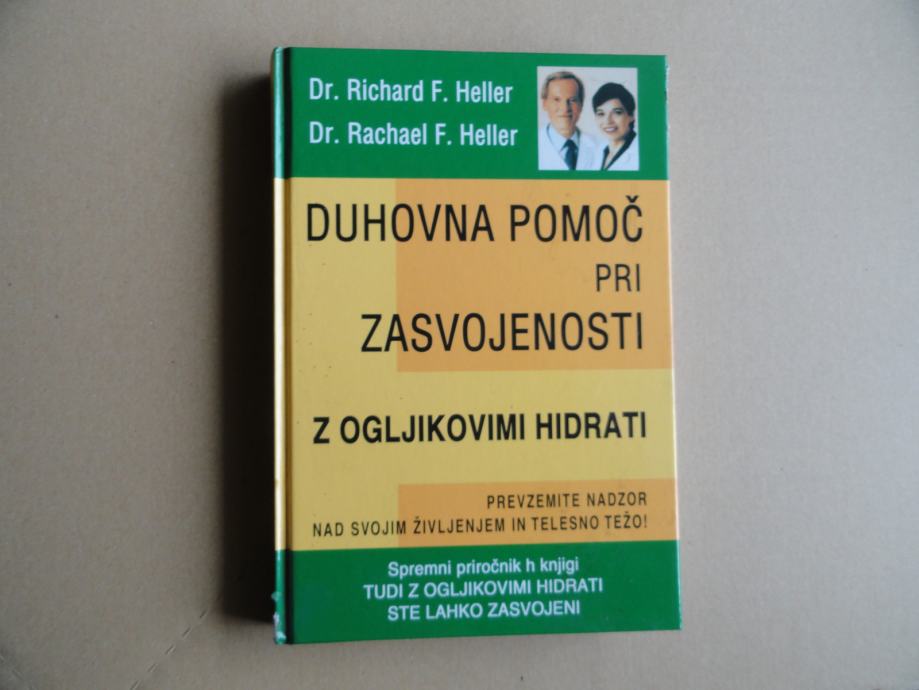 Dr. Richard F. Heller
Dr. Rachael F. Heller
DUHOVNA POMOČ
PRI
ZASVOJENOSTI
Z OGLJIKOVIMI HIDRATI
PREVZEMITE NADZOR
NAD SVOJIM ŽIVLJENJEM IN TELESNO TEŽO!
Spremni priročnik h knjigi
TUDI Z OGLJIKOVIMI HIDRATI
STE LAHKO ZASVOJENI